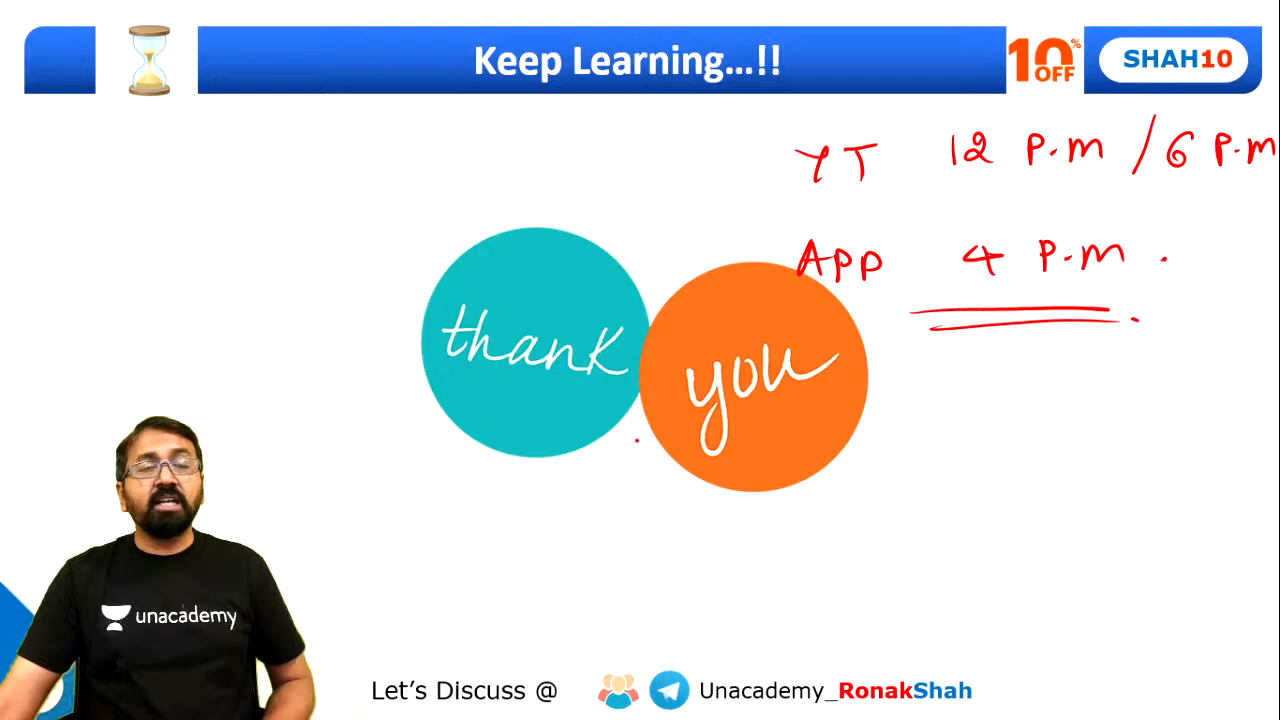 Keep Learning...!!
10% OFF
SHAH10
YT 12 P.m / 6 P.m
APP 4 P.m.
thank
you
unacademy
Let's Discuss @ Unacademy_RonakShah